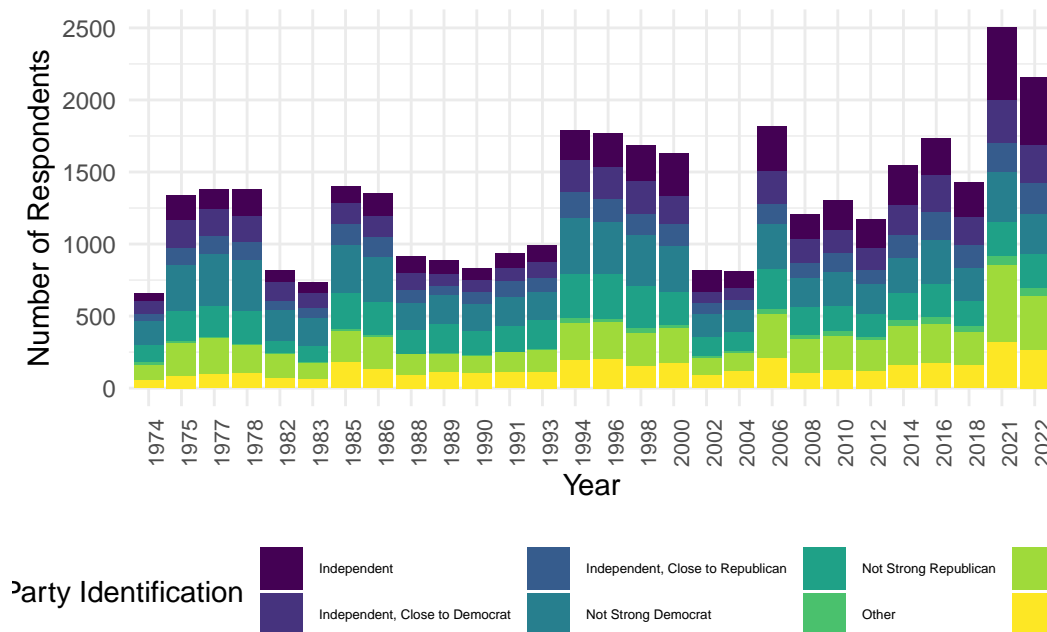 2500
2000
1500
1000
500
0
Number of Respondents
1974 1975 1977 1978 1982 1983 1985 1986 1988 1989 1990 1991 1993 1994 1996 1998 2000 2002 2004 2006 2008 2010 2012 2014 2016 2018 2021 2022
Year
Party Identification
Independent
Independent, Close to Democrat
Independent, Close to Republican
Not Strong Democrat
Not Strong Republican
Other